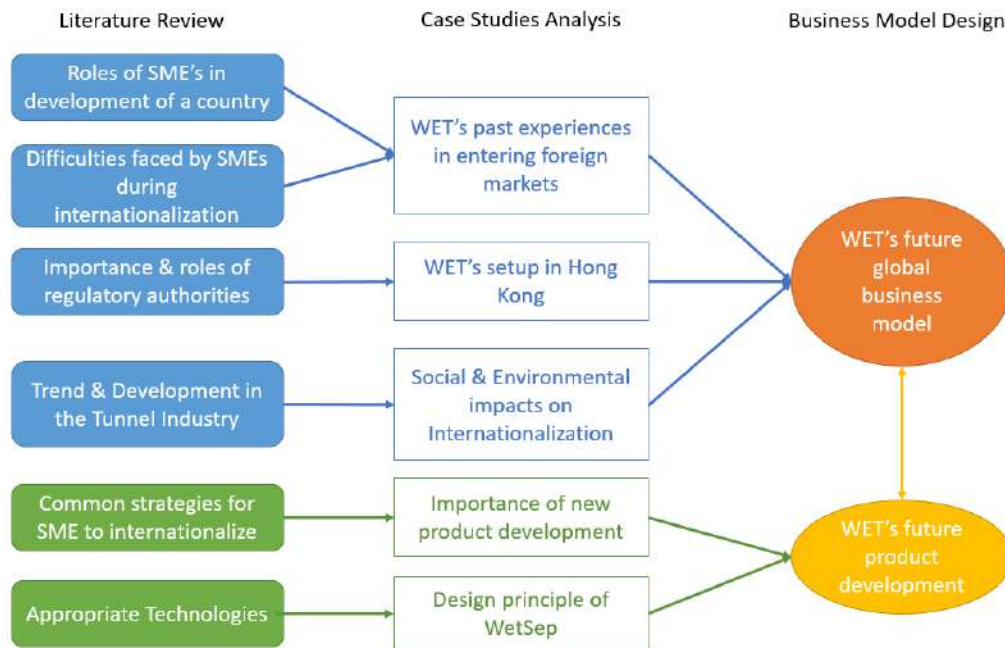 Literature Review
Case Studies Analysis
Business Model Design
Roles of SME's in
development of a country
Difficulties faced by SMEs
during
internationalization
Importance & roles of
regulatory authorities
Trend & Development in
the Tunnel Industry
Common strategies for
SME to internationalize
Appropriate Technologies
WET's past experiences
in entering foreign
markets
WET's setup in Hong
Kong
Social & Environmental
impacts on
Internationalization
Importance of new
product development
Design principle of
WetSep
WET's future
global
business
model
WET's future
product
development